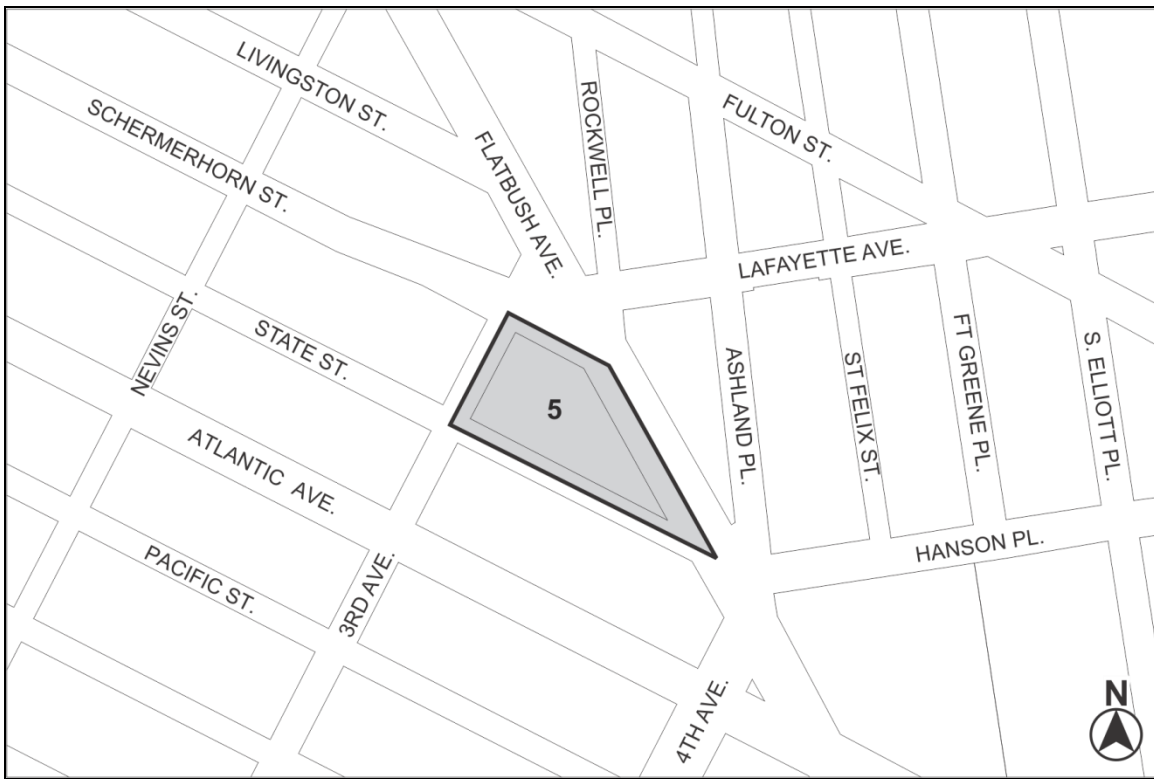 LIVINGSTON ST.
SCHERMERHORN ST.
FLATBUSH AVE.
ROCKWELL PL.
FULTON ST.
LAFAYETTE AVE.
NEVINS ST.
STATE ST.
ASHLAND PL.
ST FELIX ST.
FT GREENE PL.
S. ELLIOTT PL.
5
ATLANTIC AVE.
PACIFIC ST.
3RD AVE.
HANSON PL.
4TH AVE.
N